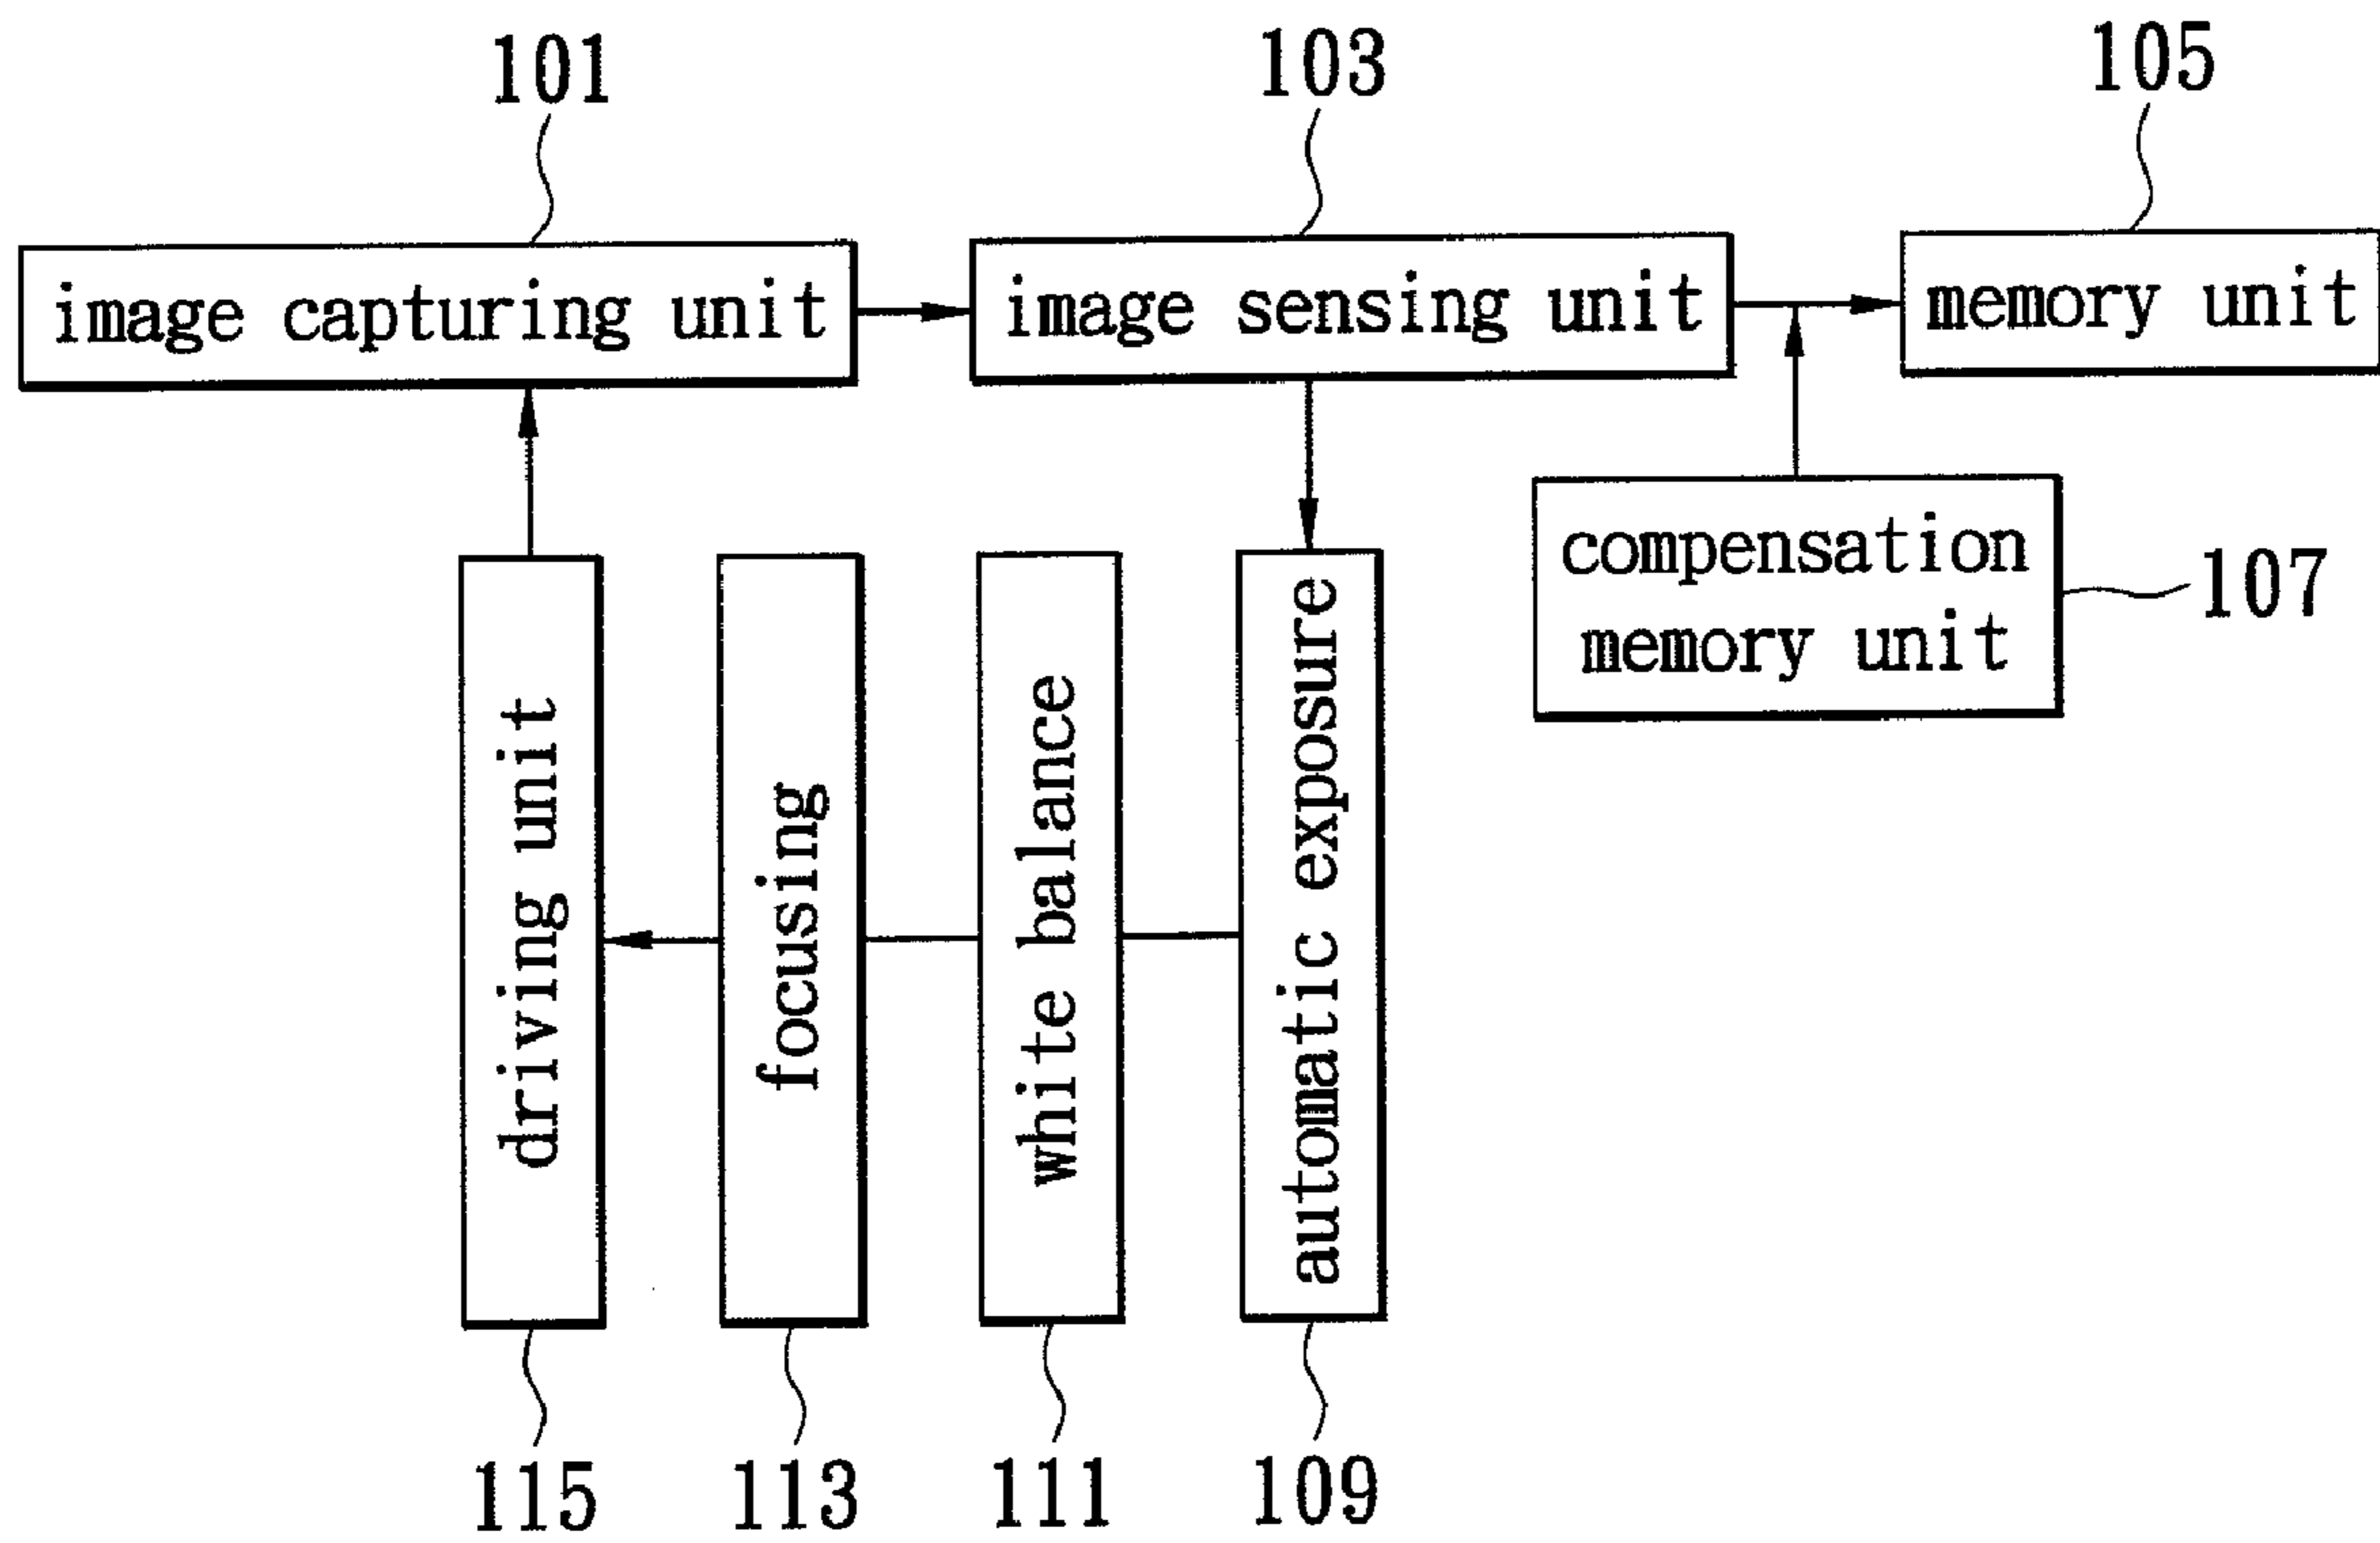 101
103
105
image capturing unit
image sensing unit
memory unit
compensation
memory unit
107
driving unit
focusing
white balance
automatic exposure
115
113
111
109